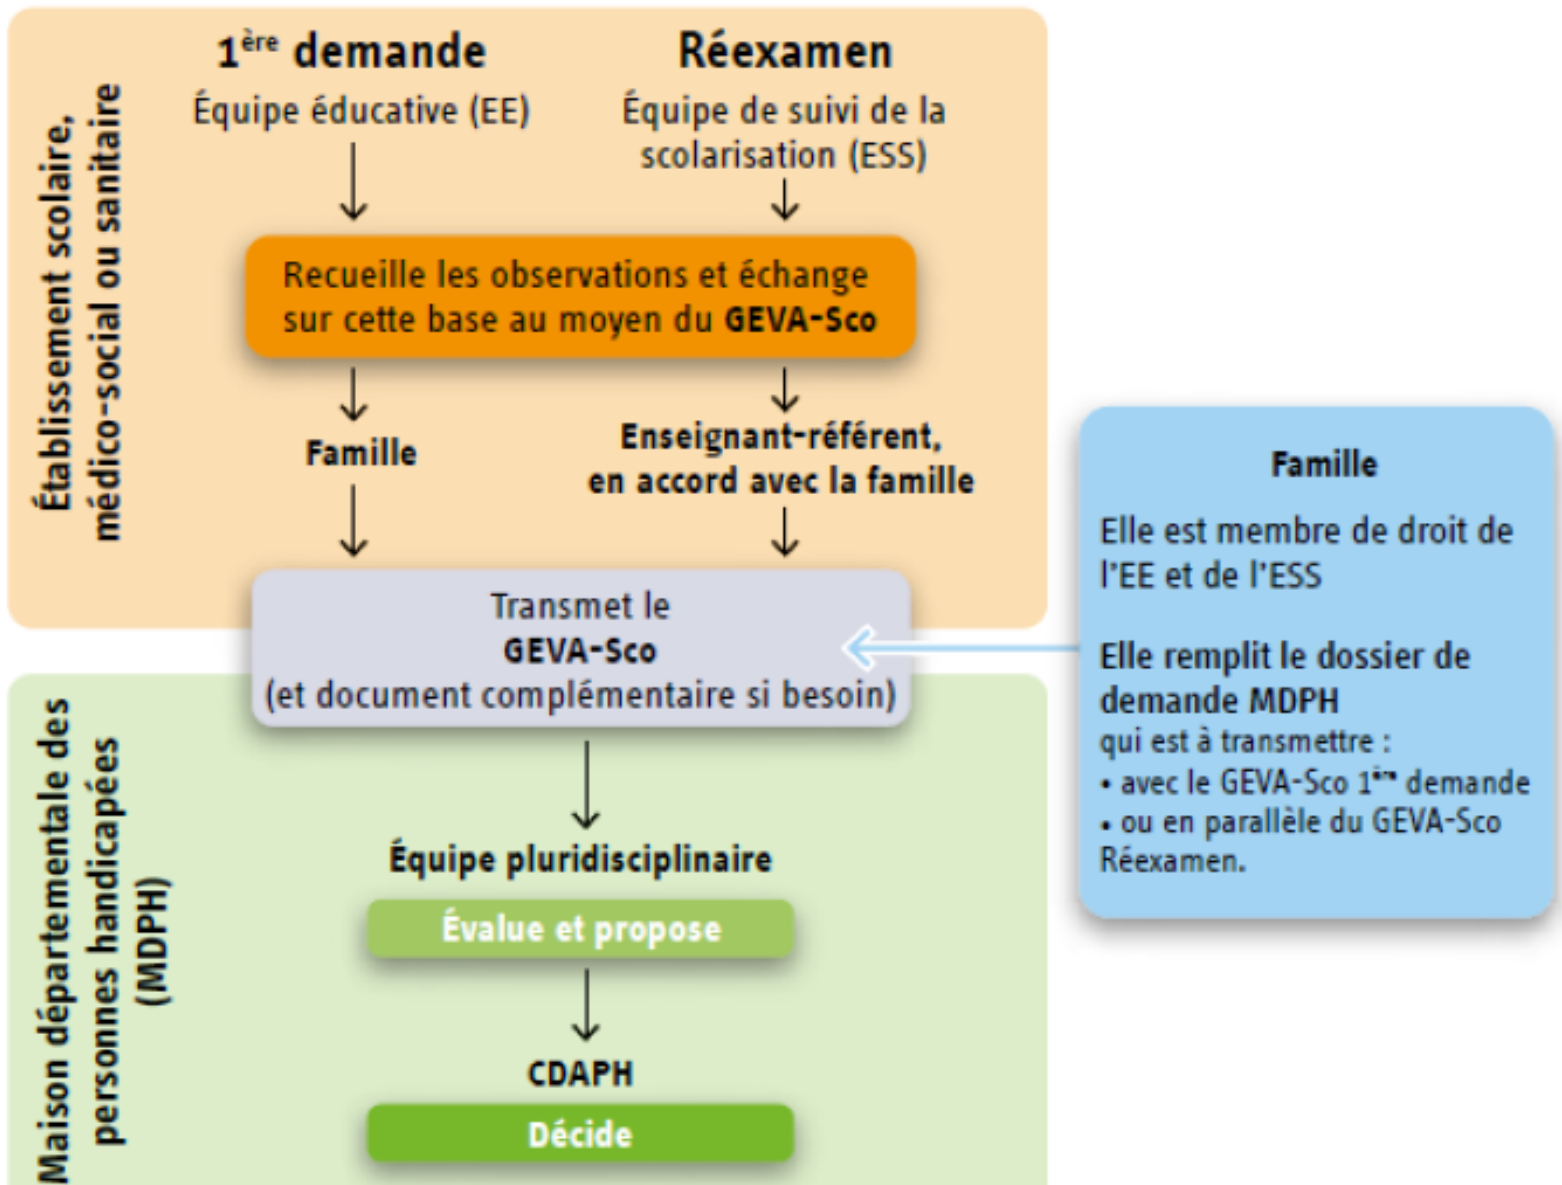 Établissement scolaire,
médico-social ou sanitaire
1ère demande
Équipe éducative (EE)
Réexamen
Équipe de suivi de la
scolarisation (ESS)
Recueille les observations et échange
sur cette base au moyen du GEVA-Sco
Famille
Enseignant-référent,
en accord avec la famille
Transmet le
GEVA-Sco
(et document complémentaire si besoin)
Famille
Elle est membre de droit de
l'EE et de l'ESS
Elle remplit le dossier de
demande MDPH
qui est à transmettre :
• avec le GEVA-Sco 1ère demande
• ou en parallèle du GEVA-Sco
Réexamen.
Maison départementale des
personnes handicapées
(MDPH)
Équipe pluridisciplinaire
Évalue et propose
CDAPH
Décide